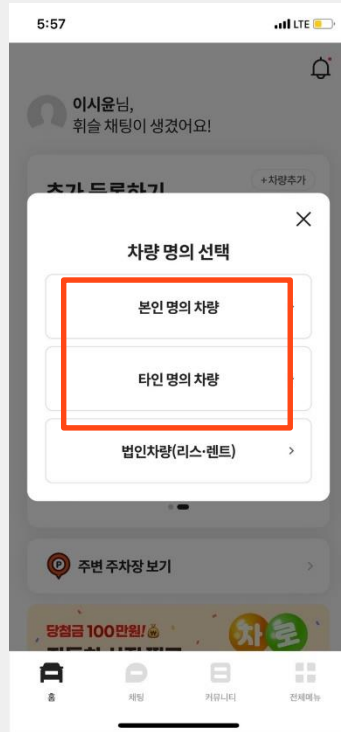 5:57
LTE
이시윤님,
휘슬 채팅이 생겼어요!
+차량추가
추가 등록하기
차량 명의 선택
본인 명의 차량
타인 명의 차량
법인차량(리스·렌트)
P
주변 주차장 보기
당첨금 100만원!
차로
홈
채팅
커뮤니티
전체메뉴